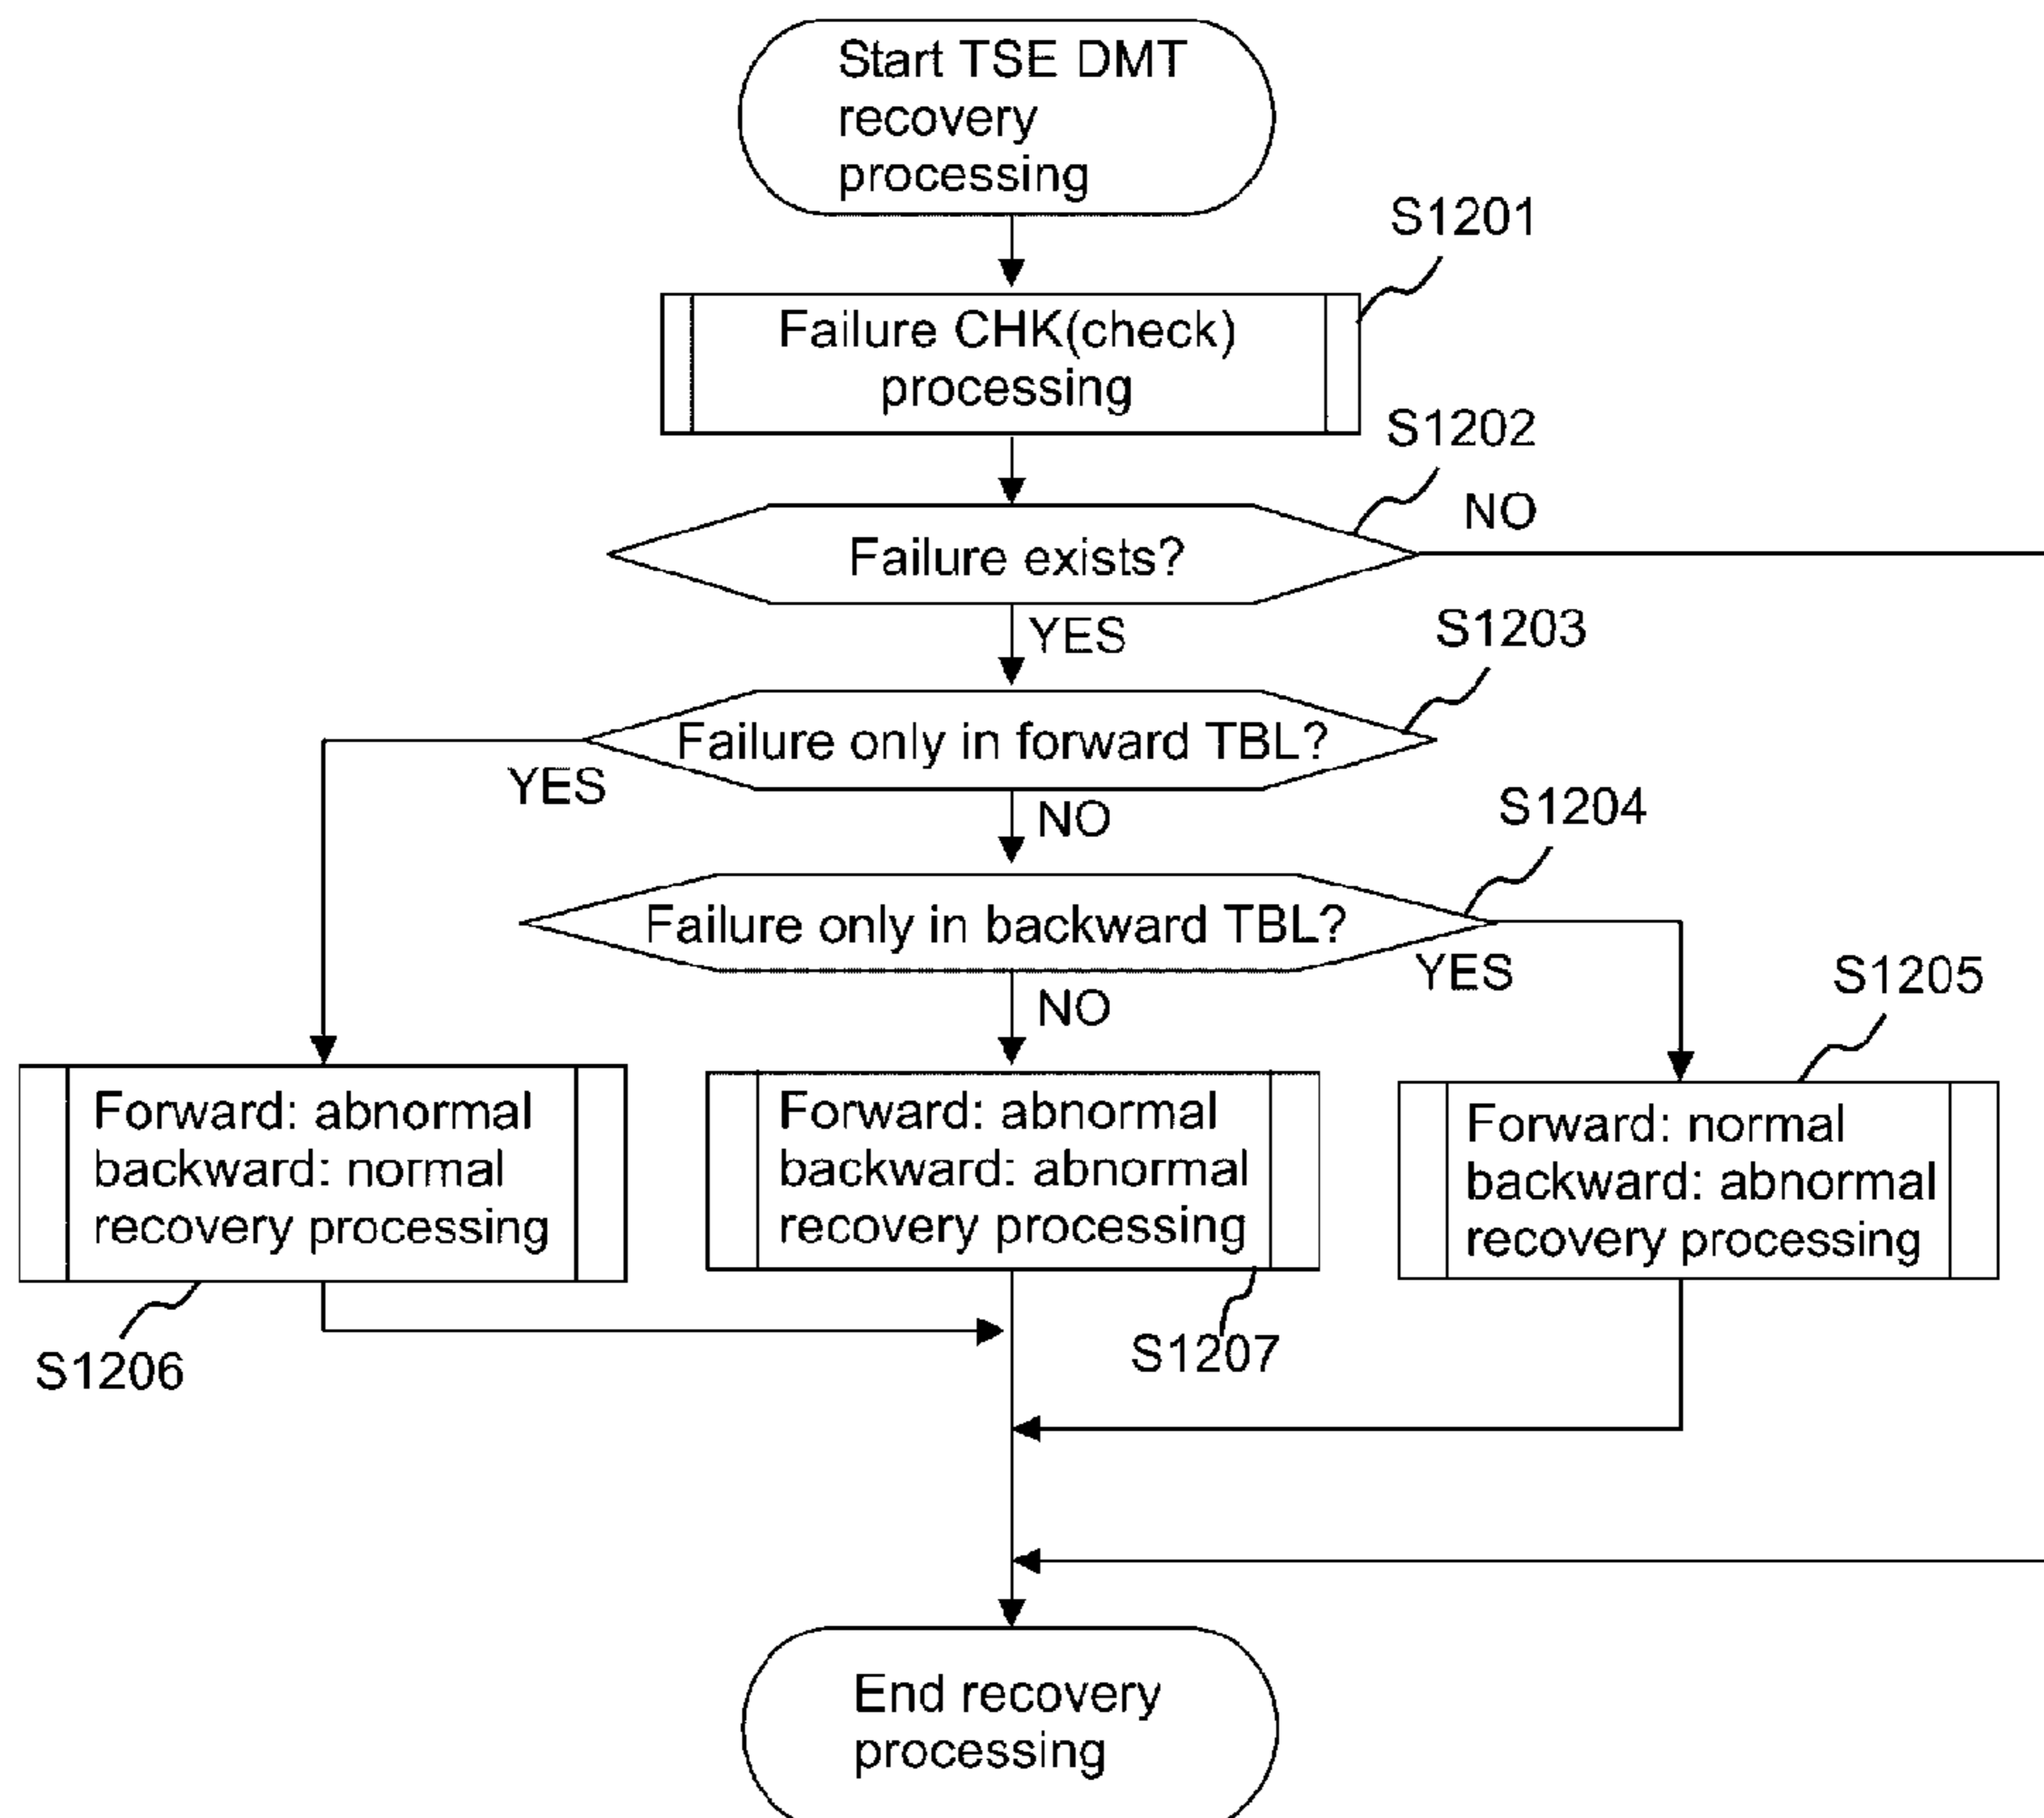 Start TSE DMT
recovery
processing
S1201
Failure CHK(check)
processing
S1202
NO
Failure exists?
YES
S1203
Failure only in forward TBL?
YES
NO
S1204
Failure only in backward TBL?
YES
NO
S1205
Forward: abnormal
backward: normal
recovery processing
Forward: abnormal
backward: abnormal
recovery processing
Forward: normal
backward: abnormal
recovery processing
S1206
S1207
End recovery
processing